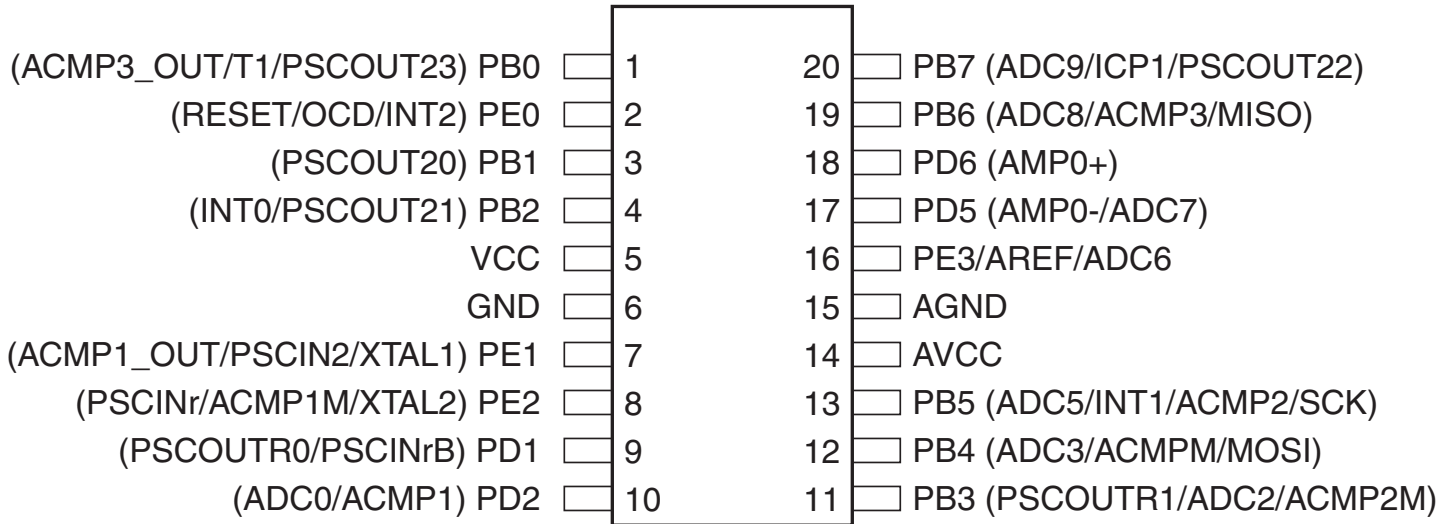 (ACMP3_OUT/T1/PSCOUT23) PB0 1 20 PB7 (ADC9/ICP1/PSCOUT22)
(RESET/OCD/INT2) PE0 2 19 PB6 (ADC8/ACMP3/MISO)
(PSCOUT20) PB1 3 18 PD6 (AMP0+)
(INT0/PSCOUT21) PB2 4 17 PD5 (AMP0-/ADC7)
VCC 5 16 PE3/AREF/ADC6
GND 6 15 AGND
(ACMP1_OUT/PSCIN2/XTAL1) PE1 7 14 AVCC
(PSCINr/ACMP1M/XTAL2) PE2 8 13 PB5 (ADC5/INT1/ACMP2/SCK)
(PSCOUTR0/PSCINrB) PD1 9 12 PB4 (ADC3/ACMPM/MOSI)
(ADC0/ACMP1) PD2 10 11 PB3 (PSCOUTR1/ADC2/ACMP2M)